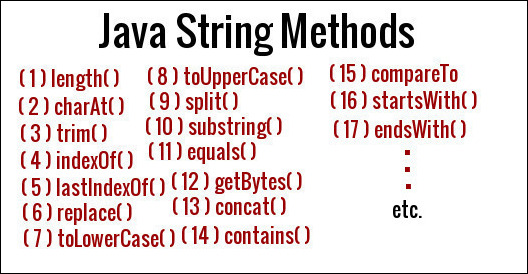 Java String Methods
( 1 ) length( )
( 2 ) charAt( )
( 3 ) trim( )
( 4 ) indexOf( )
( 5 ) lastIndexOf( )
( 6 ) replace( )
( 7 ) toLowerCase( )
( 8 ) toUpperCase( )
( 9 ) split( )
( 10 ) substring( )
( 11 ) equals( )
( 12 ) getBytes( )
( 13 ) concat( )
( 14 ) contains( )
( 15 ) compareTo
( 16 ) startsWith( )
( 17 ) endsWith( )
.
.
.
etc.